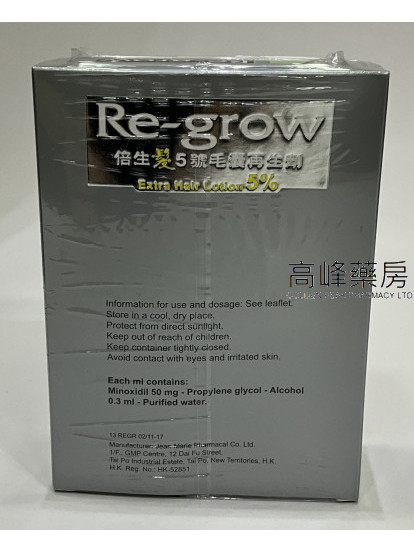 Re-grow
倍生髮5號毛囊再生劑
Extra Hair Lotion 5%
高峰藥房
PHARMACY LTD
Information for use and dosage: See leaflet.
Store in a cool, dry place.
Protect from direct sunlight.
Keep out of reach of children.
Keep container tightly closed.
Avoid contact with eyes and irritated skin.
Each ml contains:
Minoxidil 50 mg - Propylene glycol - Alcohol
0.3 ml - Purified water.
13 REGR 02/11-17
Manufacturer: Jean-Marie Pharmacal Co. Ltd.
1/F., GMP Centre, 12 Dai Fu Street,
Tai Po Industrial Estate, Tai Po, New Territories, H.K.
H.K. Reg. No.: HK-52851